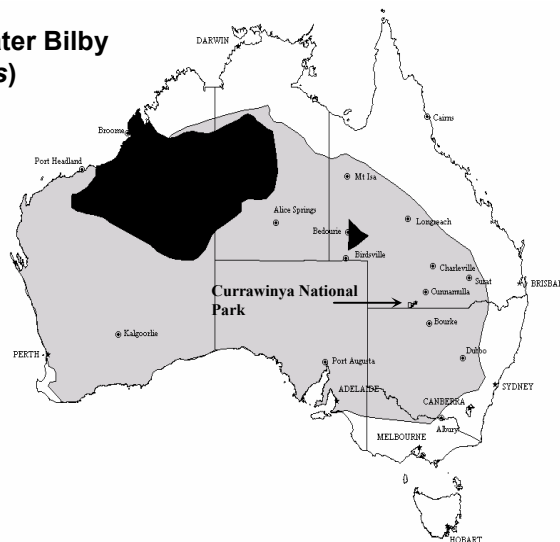 ater Bilby
s)
DARWIN
Cairns
Broome
Port Headland
Mt Isa
Alice Springs
Longreach
Bedourie
Birdsville
Charleville
Surat
BRISBAN
Cunnamulla
Currawinya National
Park
Bourke
Kalgoorlie
Dubbo
PERTH
Port Augusta
SYDNEY
ADELAIDE
CANBERRA
Albury
MELBOURNE
HOBART